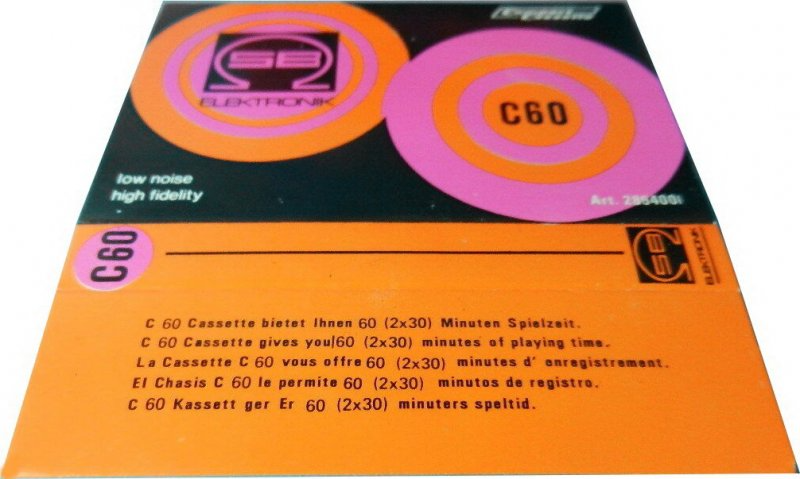 SB
ELEKTRONIK
C60
low noise
high fidelity
C60
SB
ELEKTRONIK
C 60 Cassette bietet Ihnen 60 (2x30) Minuten Spielzeit.
C 60 Cassette gives you 60 (2x30) minutes of playing time.
La Cassette C 60 vous offre 60 (2x30) minutes d' enregistrement.
El Chasis C 60 le permite 60 (2x30) minutos de registro.
C 60 Kassett ger Er 60 (2x30) minuters speltid.